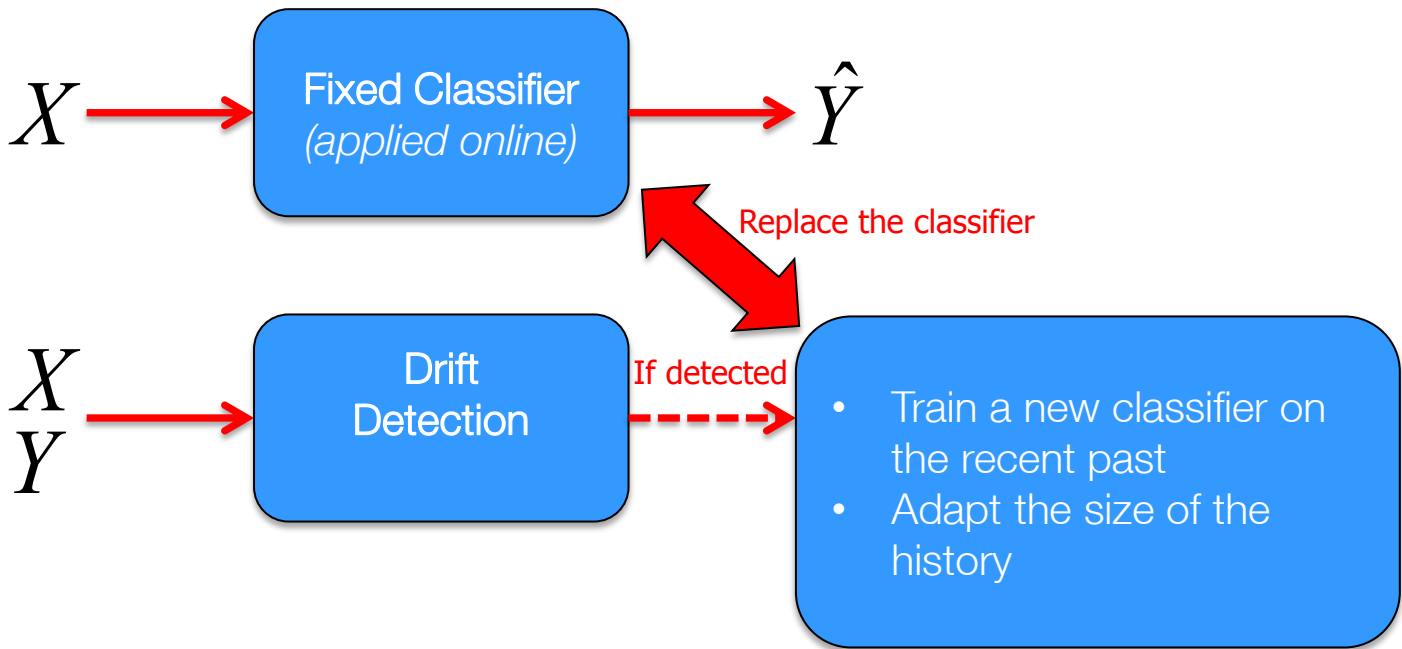 X
Fixed Classifier
(applied online)
Ŷ
Replace the classifier
X
Y
Drift
Detection
If detected
• Train a new classifier on
the recent past
• Adapt the size of the
history